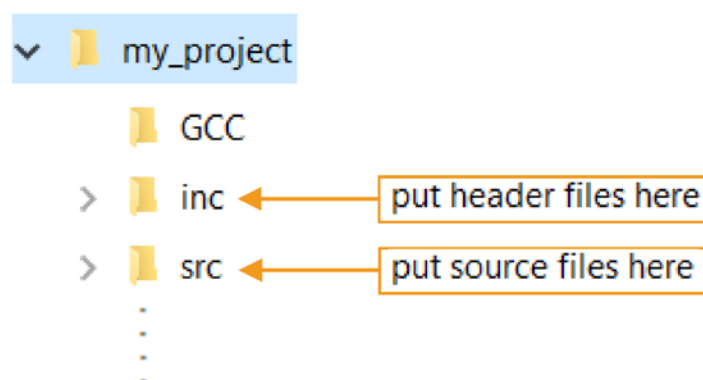 my_project
GCC
inc put header files here
src put source files here